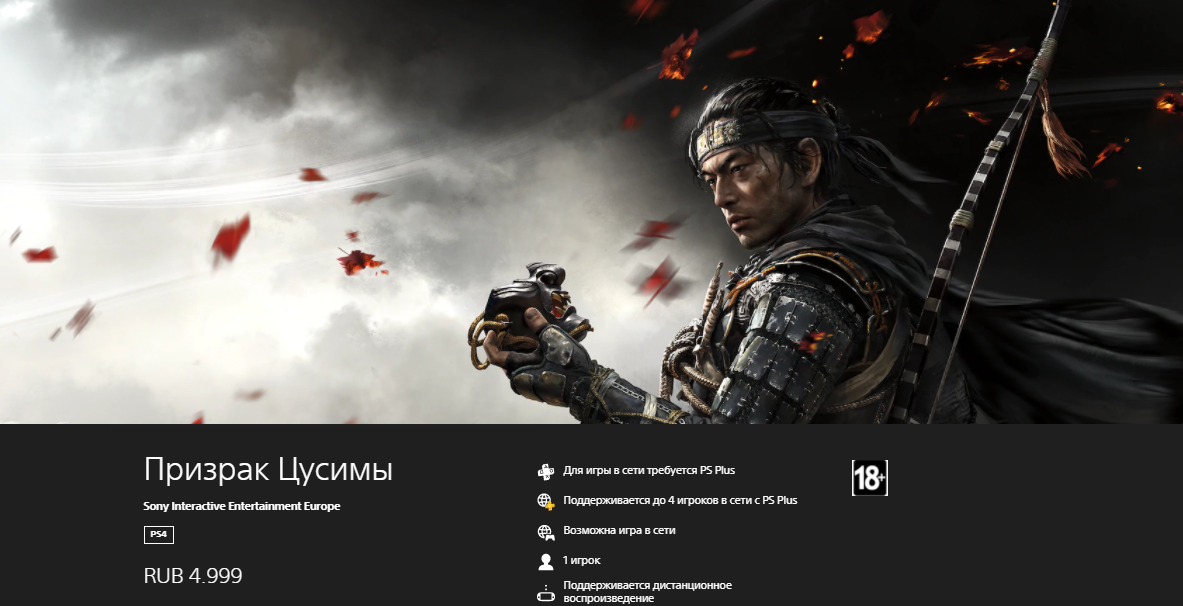 Призрак Цусимы
Sony Interactive Entertainment Europe
PS4
RUB 4.999
Для игры в сети требуется PS Plus
Поддерживается до 4 игроков в сети с PS Plus
Возможна игра в сети
1 игрок
Поддерживается дистанционное
воспроизведение
18+